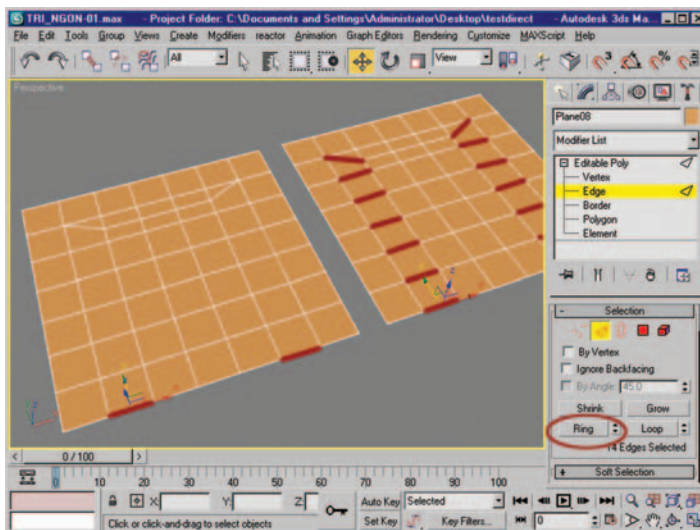 TRI_NGON-01.max - Project Folder: C:\Documents and Settings\Administrator\Desktop\testdirect - Autodesk 3ds Ma...
File Edit Tools Group Views Create Modifiers reactor Animation Graph Editors Rendering Customize MAXScript Help
All
View
Perspective
Plane08
Modifier List
Editable Poly
Vertex
Edge
Border
Polygon
Element
- Selection
By Vertex
Ignore Backfacing
By Angle: 45.0
Shrink Grow
Ring Loop
14 Edges Selected
+ Soft Selection
< 0 / 100 >
0 10 20 30 40 50 60 70 80 90 100
X: Y: Z:
Auto Key Selected
Click or click-and-drag to select objects
Set Key Key Filters...
0